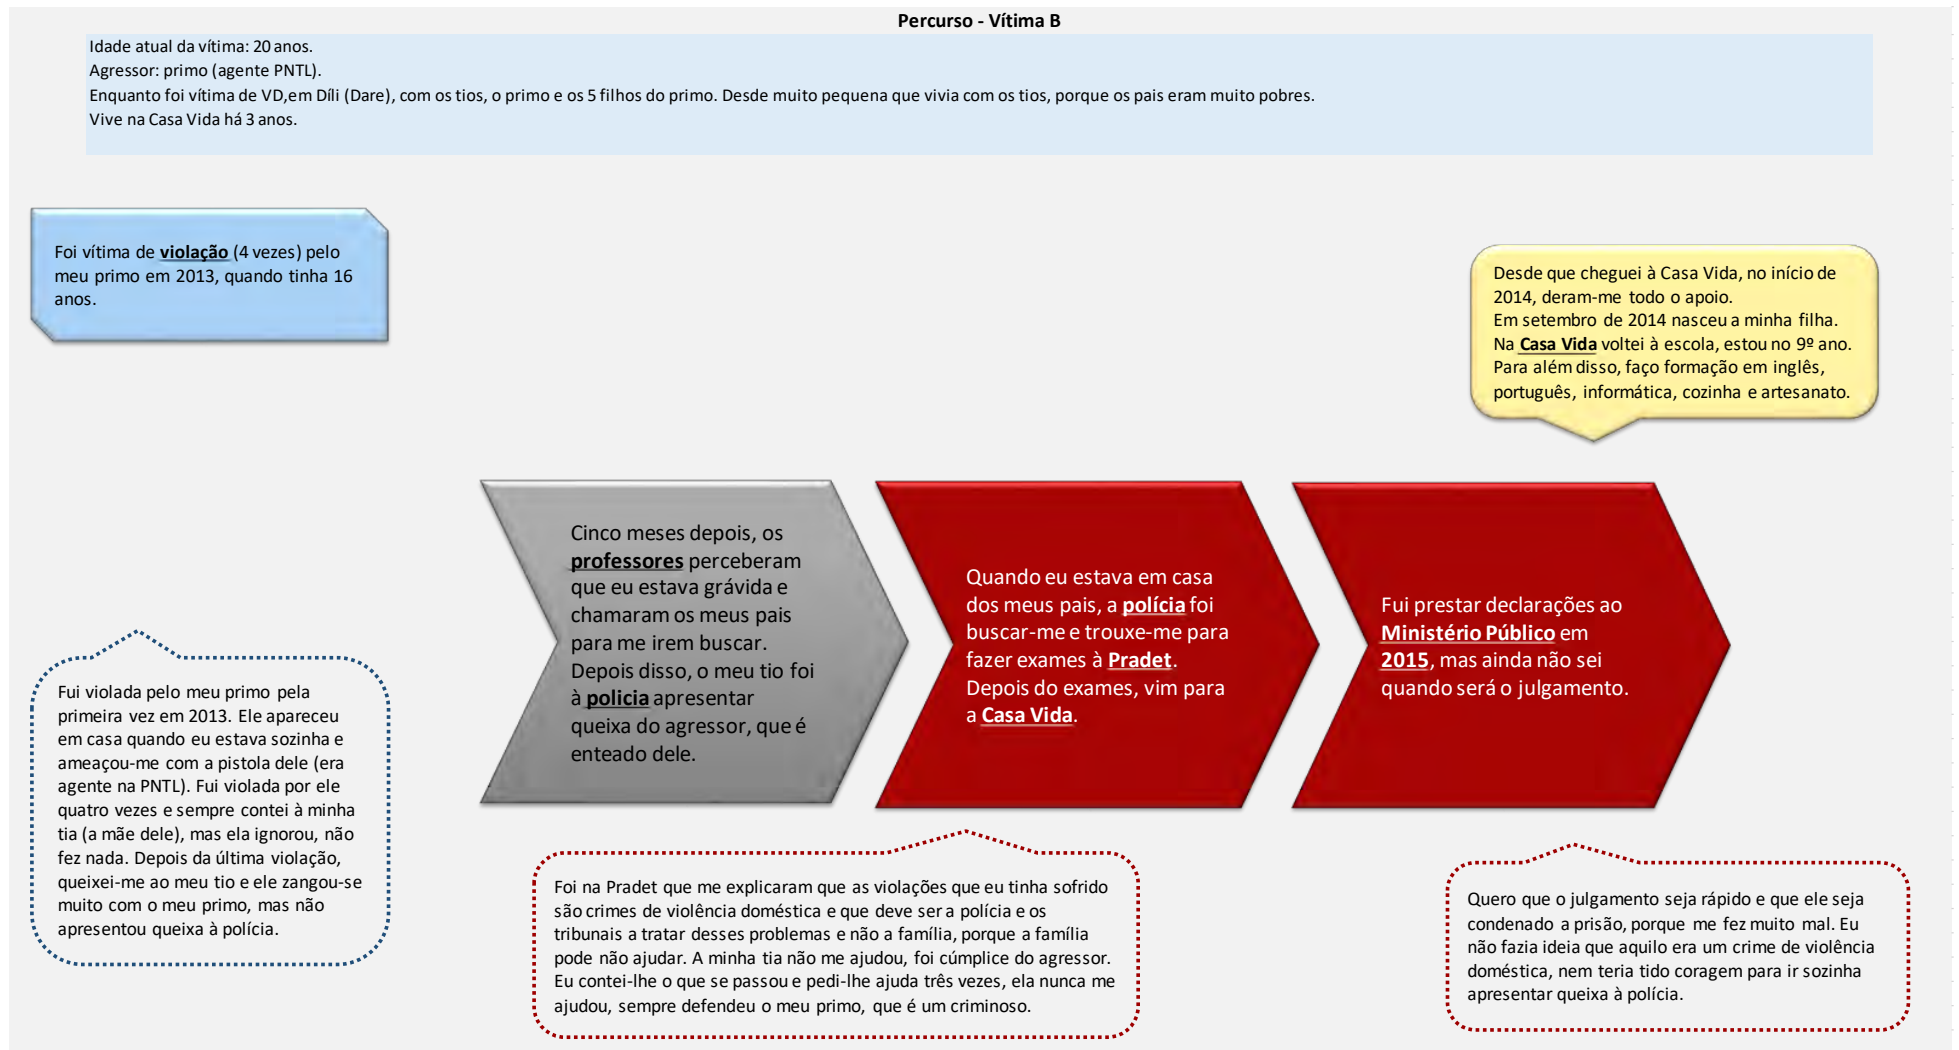 Percurso - Vítima B
Idade atual da vítima: 20 anos.
Agressor: primo (agente PNTL).
Enquanto foi vítima de VD,em Díli (Dare), com os tios, o primo e os 5 filhos do primo. Desde muito pequena que vivia com os tios, porque os pais eram muito pobres.
Vive na Casa Vida há 3 anos.
Foi vítima de violação (4 vezes) pelo
meu primo em 2013, quando tinha 16
anos.
Desde que cheguei à Casa Vida, no início de
2014, deram-me todo o apoio.
Em setembro de 2014 nasceu a minha filha.
Na Casa Vida voltei à escola, estou no 9º ano.
Para além disso, faço formação em inglês,
português, informática, cozinha e artesanato.
Cinco meses depois, os
professores perceberam
que eu estava grávida e
chamaram os meus pais
para me irem buscar.
Depois disso, o meu tio foi
à policia apresentar
queixa do agressor, que é
enteado dele.
Quando eu estava em casa
dos meus pais, a polícia foi
buscar-me e trouxe-me para
fazer exames à Pradet.
Depois do exames, vim para
a Casa Vida.
Fui prestar declarações ao
Ministério Público em
2015, mas ainda não sei
quando será o julgamento.
Fui violada pelo meu primo pela
primeira vez em 2013. Ele apareceu
em casa quando eu estava sozinha e
ameaçou-me com a pistola dele (era
agente na PNTL). Fui violada por ele
quatro vezes e sempre contei à minha
tia (a mãe dele), mas ela ignorou, não
fez nada. Depois da última violação,
queixei-me ao meu tio e ele zangou-se
muito com o meu primo, mas não
apresentou queixa à polícia.
Foi na Pradet que me explicaram que as violações que eu tinha sofrido
são crimes de violência doméstica e que deve ser a polícia e os
tribunais a tratar desses problemas e não a família, porque a família
pode não ajudar. A minha tia não me ajudou, foi cúmplice do agressor.
Eu contei-lhe o que se passou e pedi-lhe ajuda três vezes, ela nunca me
ajudou, sempre defendeu o meu primo, que é um criminoso.
Quero que o julgamento seja rápido e que ele seja
condenado a prisão, porque me fez muito mal. Eu
não fazia ideia que aquilo era um crime de violência
doméstica, nem teria tido coragem para ir sozinha
apresentar queixa à polícia.